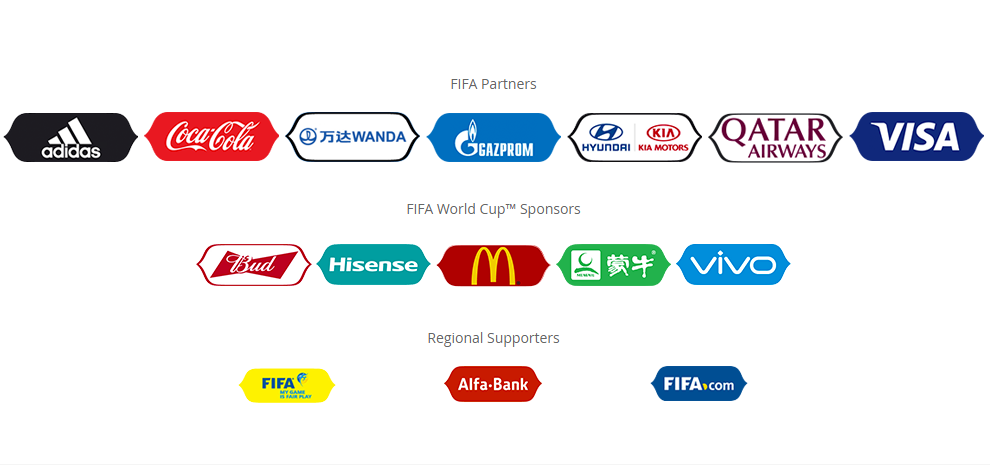 FIFA Partners
adidas
Coca-Cola
万达WANDA
GAZPROM
HYUNDAI
KIA
KIA MOTORS
QATAR
AIRWAYS
VISA
FIFA World Cup™ Sponsors
Bud
Hisense
M
蒙牛®
MENGNIU
vivo
Regional Supporters
FIFA
MY GAME
IS FAIR PLAY
Alfa-Bank
FIFA.com